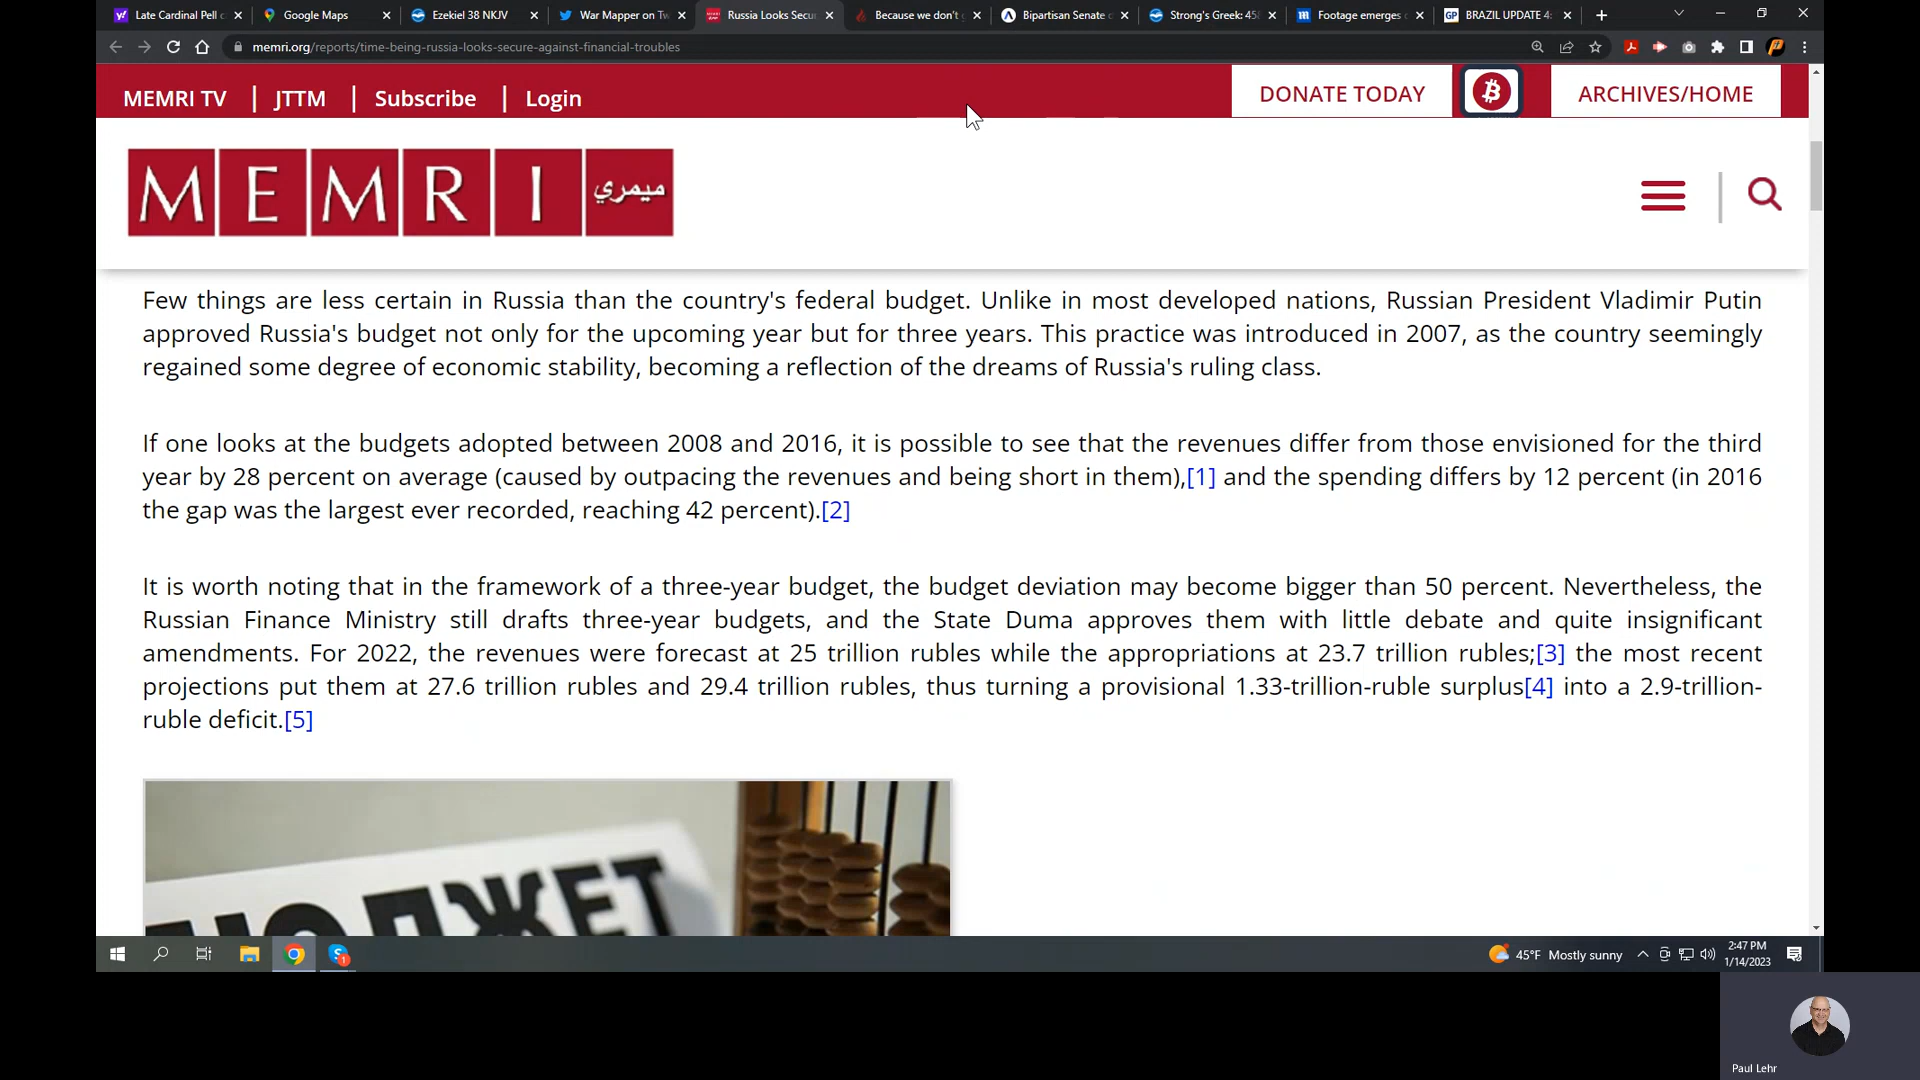 Late Cardinal Pell c
Google Maps
Ezekiel 38 NKJV
War Mapper on Tw
Russia Looks Secu
Because we don't
Bipartisan Senate
Strong's Greek: 45
Footage emerges
BRAZIL UPDATE 4:
memri.org/reports/time-being-russia-looks-secure-against-financial-troubles
MEMRI TV | JTTM | Subscribe | Login
DONATE TODAY
ARCHIVES/HOME
MEMRI ميمري
Few things are less certain in Russia than the country's federal budget. Unlike in most developed nations, Russian President Vladimir Putin
approved Russia's budget not only for the upcoming year but for three years. This practice was introduced in 2007, as the country seemingly
regained some degree of economic stability, becoming a reflection of the dreams of Russia's ruling class.
If one looks at the budgets adopted between 2008 and 2016, it is possible to see that the revenues differ from those envisioned for the third
year by 28 percent on average (caused by outpacing the revenues and being short in them),[1] and the spending differs by 12 percent (in 2016
the gap was the largest ever recorded, reaching 42 percent).[2]
It is worth noting that in the framework of a three-year budget, the budget deviation may become bigger than 50 percent. Nevertheless, the
Russian Finance Ministry still drafts three-year budgets, and the State Duma approves them with little debate and quite insignificant
amendments. For 2022, the revenues were forecast at 25 trillion rubles while the appropriations at 23.7 trillion rubles;[3] the most recent
projections put them at 27.6 trillion rubles and 29.4 trillion rubles, thus turning a provisional 1.33-trillion-ruble surplus[4] into a 2.9-trillion-
ruble deficit.[5]
БЮДЖЕТ
45°F Mostly sunny
2:47 PM
1/14/2023
Paul Lehr